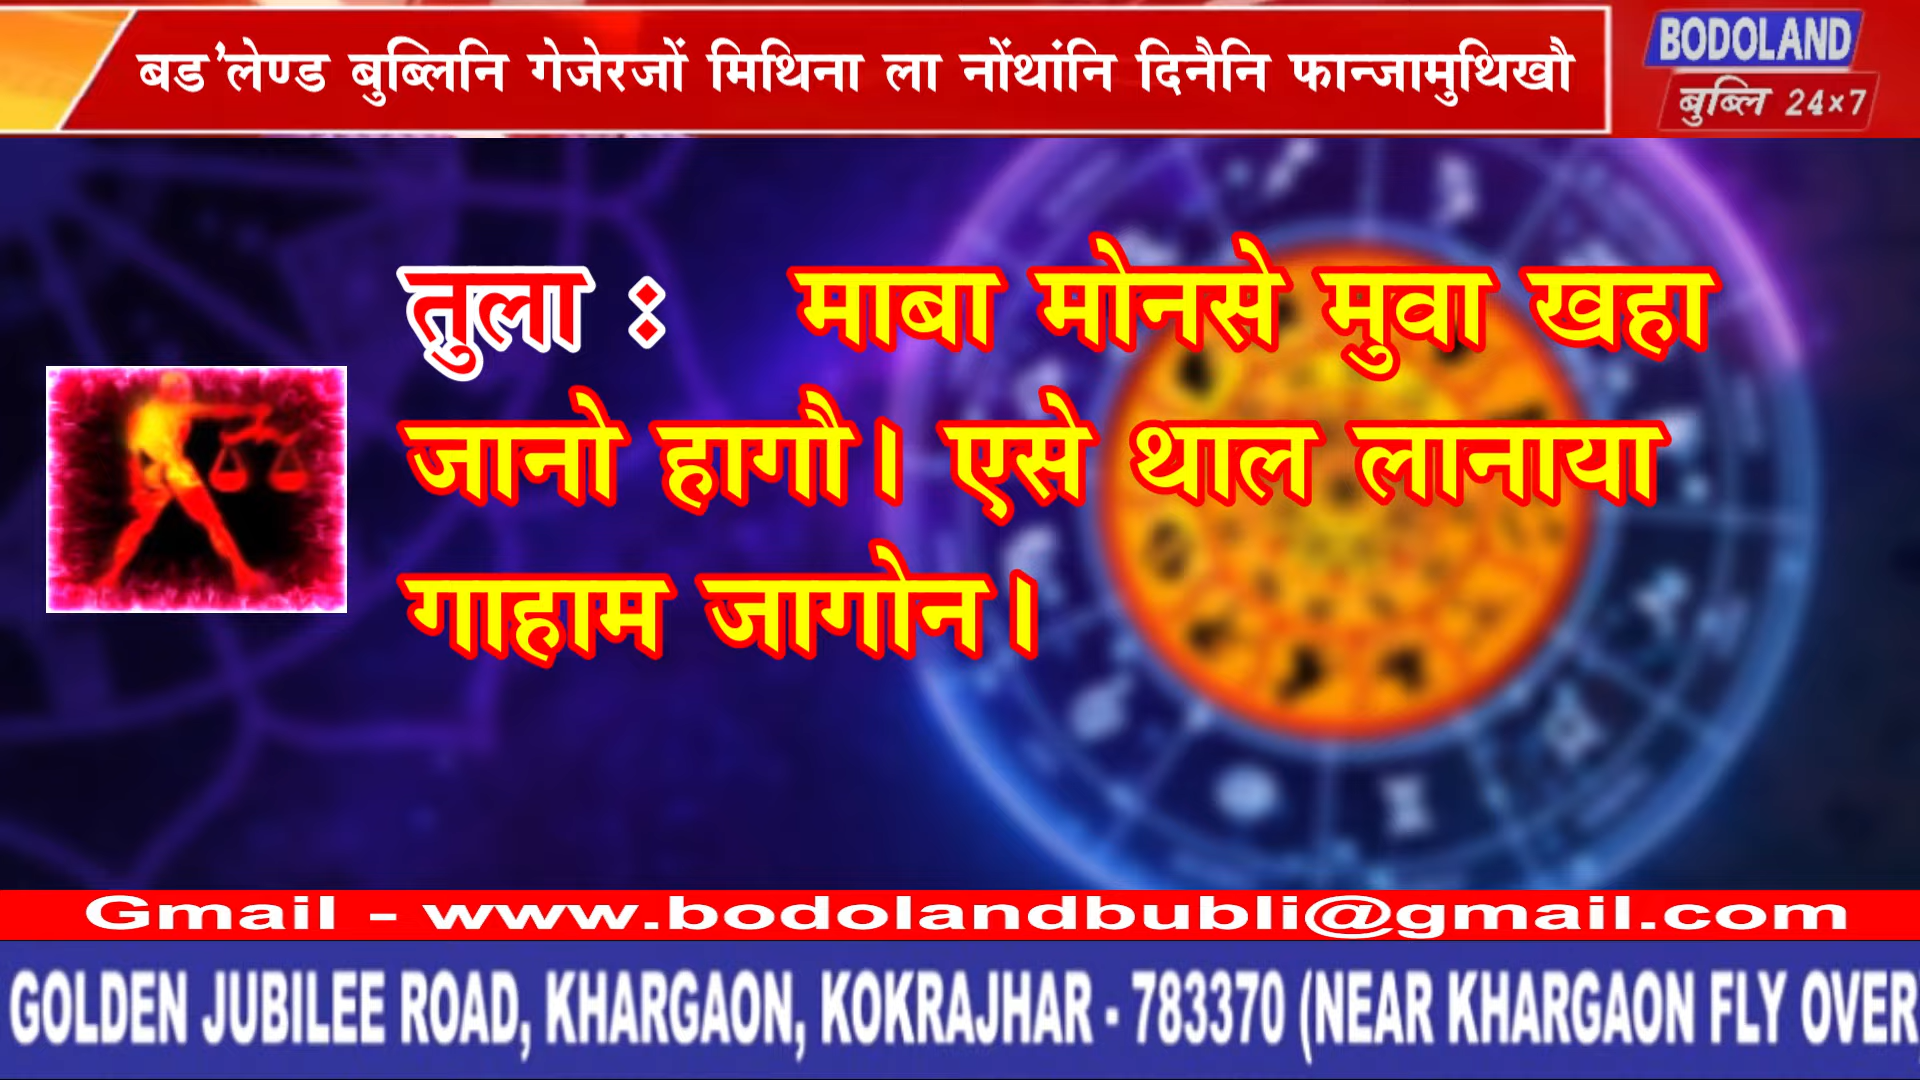 बड'लेण्ड बुब्लिनि गेजेरजों मिथिना ला नोंथांनि दिनैनि फान्जामुथिखौ
BODOLAND
बुब्लि 24×7
तुला : माबा मोनसे मुवा खहा
जानो हागौ। एसे थाल लानाया
गाहाम जागोन।
Gmail - www.bodolandbubli@gmail.com
GOLDEN JUBILEE ROAD, KHARGAON, KOKRAJHAR - 783370 (NEAR KHARGAON FLY OVER